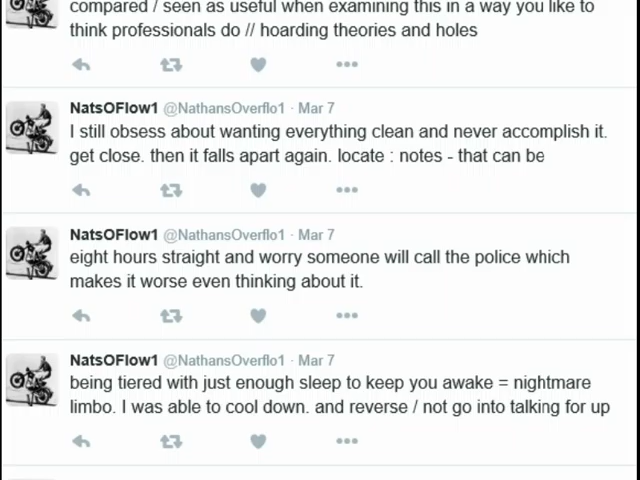 compared / seen as useful when examining this in a way you like to
think professionals do // hoarding theories and holes
NatsOFlow1 @NathansOverflo1 · Mar 7
I still obsess about wanting everything clean and never accomplish it.
get close. then it falls apart again. locate : notes - that can be
NatsOFlow1 @NathansOverflo1 · Mar 7
eight hours straight and worry someone will call the police which
makes it worse even thinking about it.
NatsOFlow1 @NathansOverflo1 · Mar 7
being tiered with just enough sleep to keep you awake = nightmare
limbo. I was able to cool down. and reverse / not go into talking for up